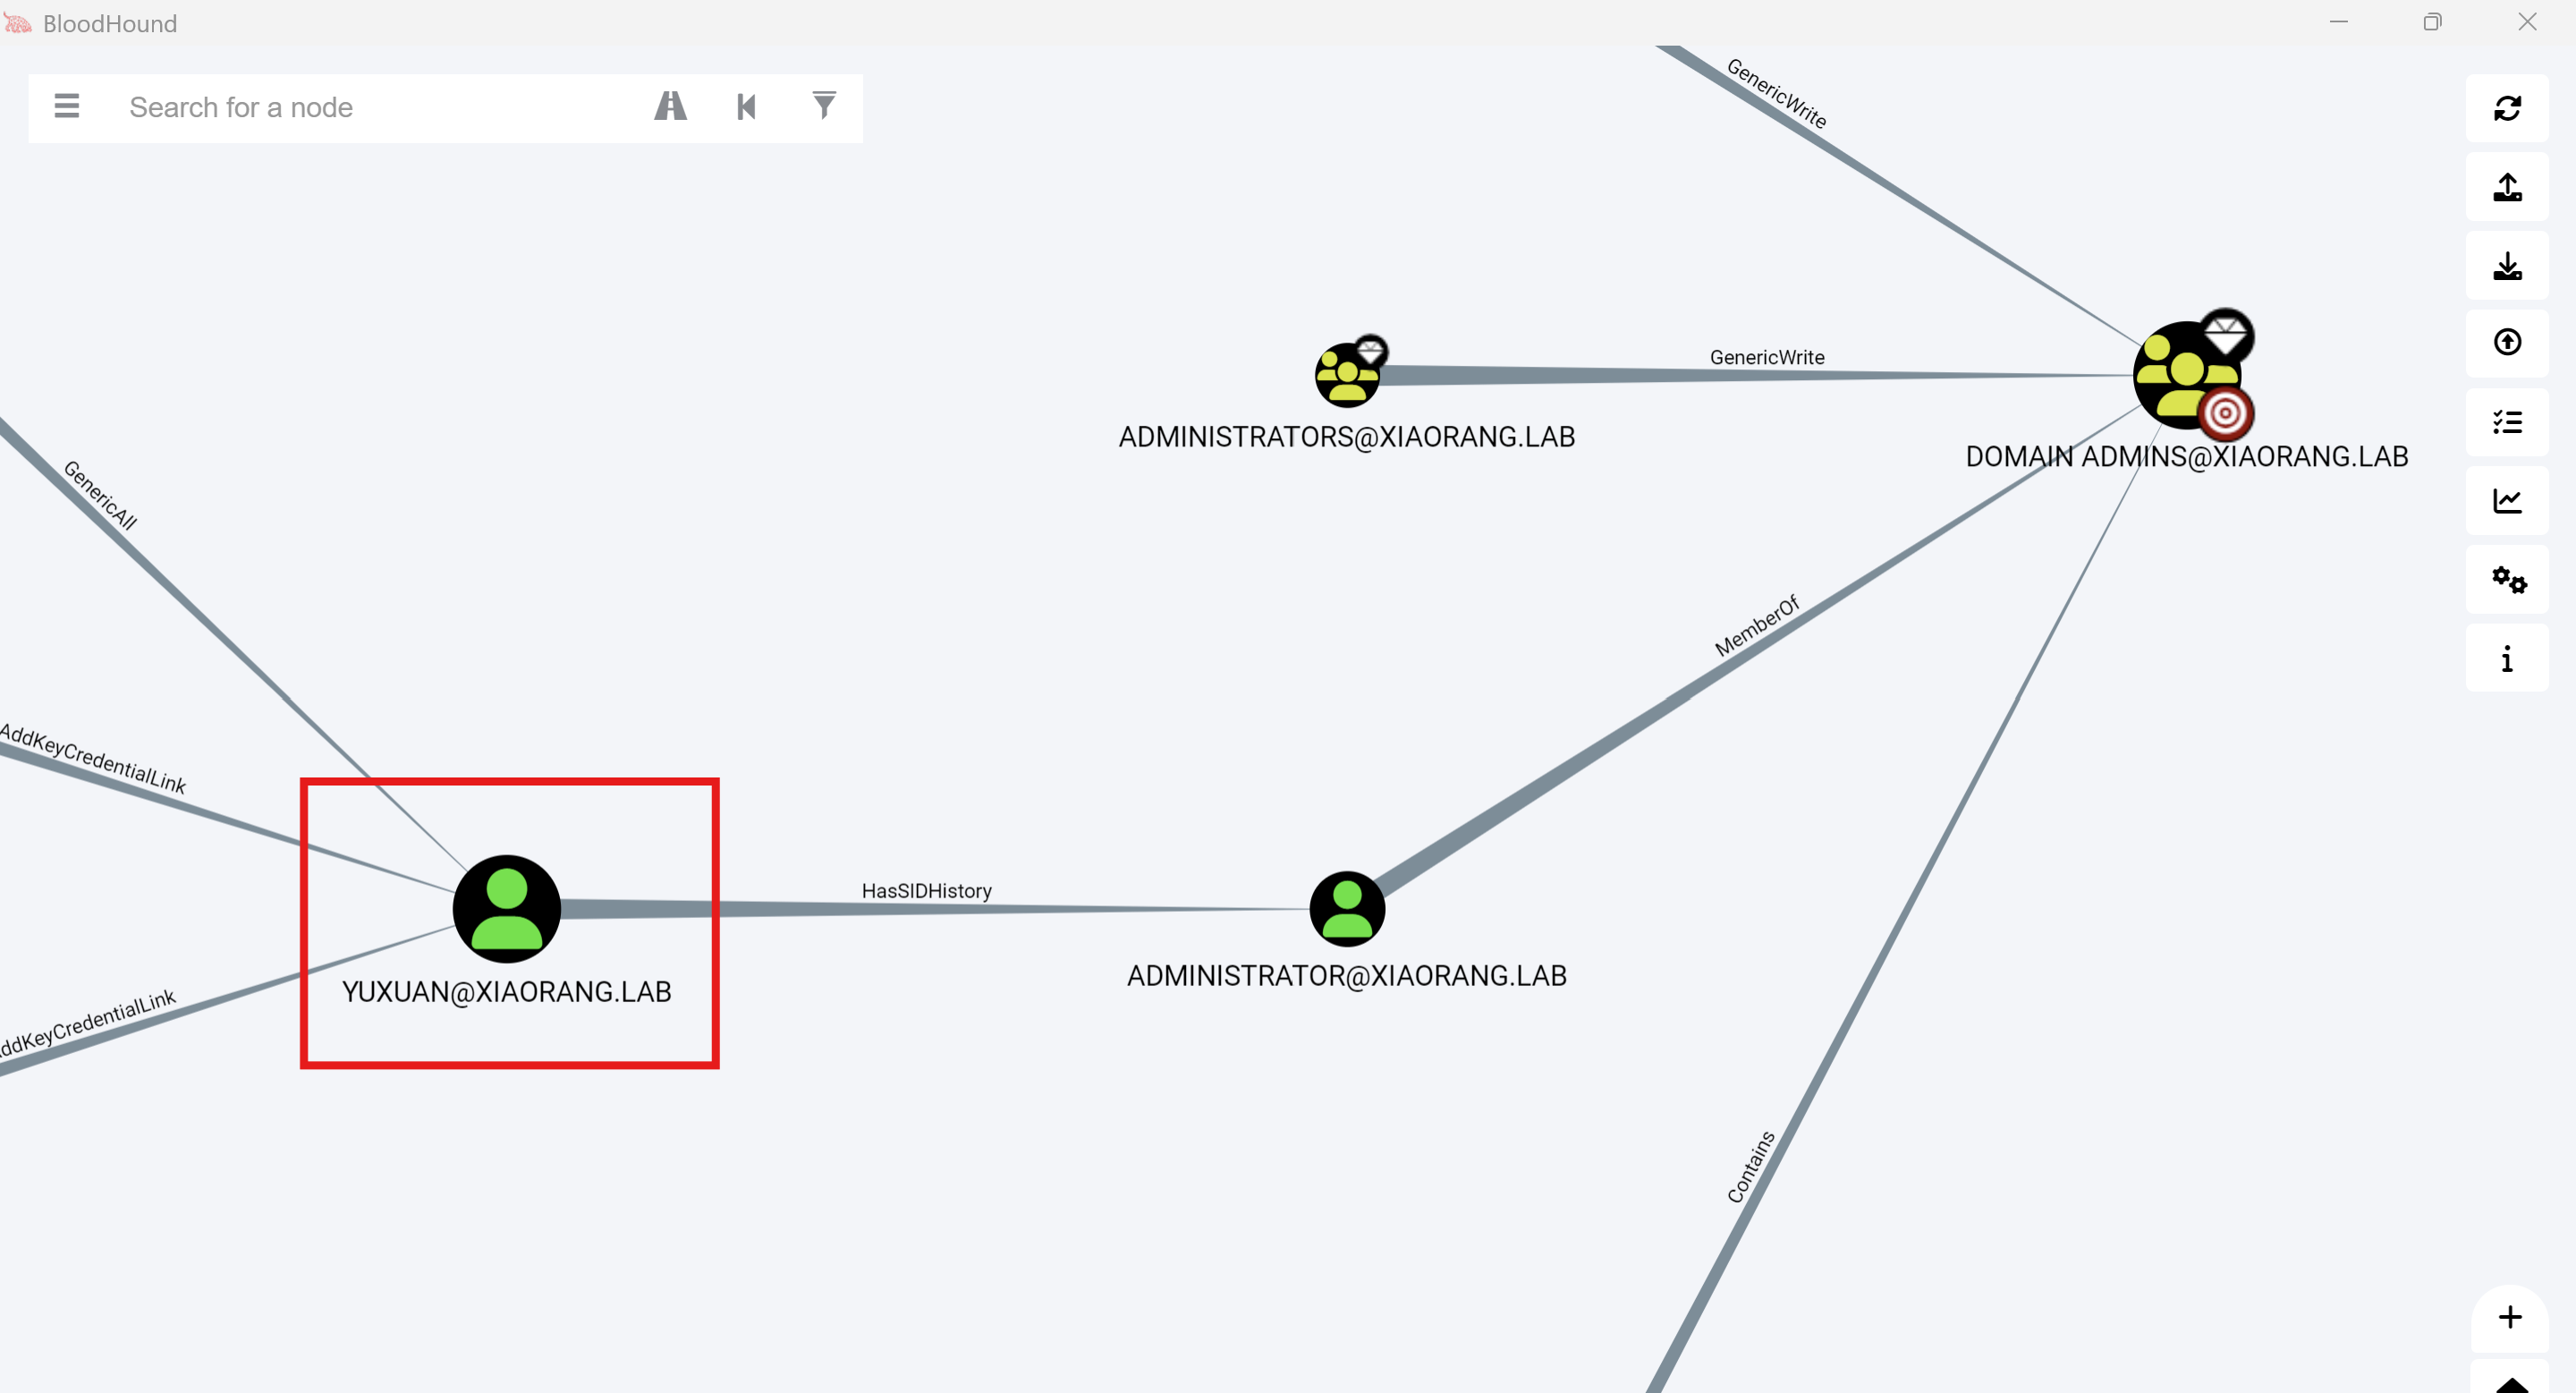 BloodHound
Search for a node
GenericWrite
GenericWrite
ADMINISTRATORS@XIAORANG.LAB
DOMAIN ADMINS@XIAORANG.LAB
GenericAll
MemberOf
AddKeyCredentialLink
HasSIDHistory
YUXUAN@XIAORANG.LAB
ADMINISTRATOR@XIAORANG.LAB
ddKeyCredentialLink
Contains